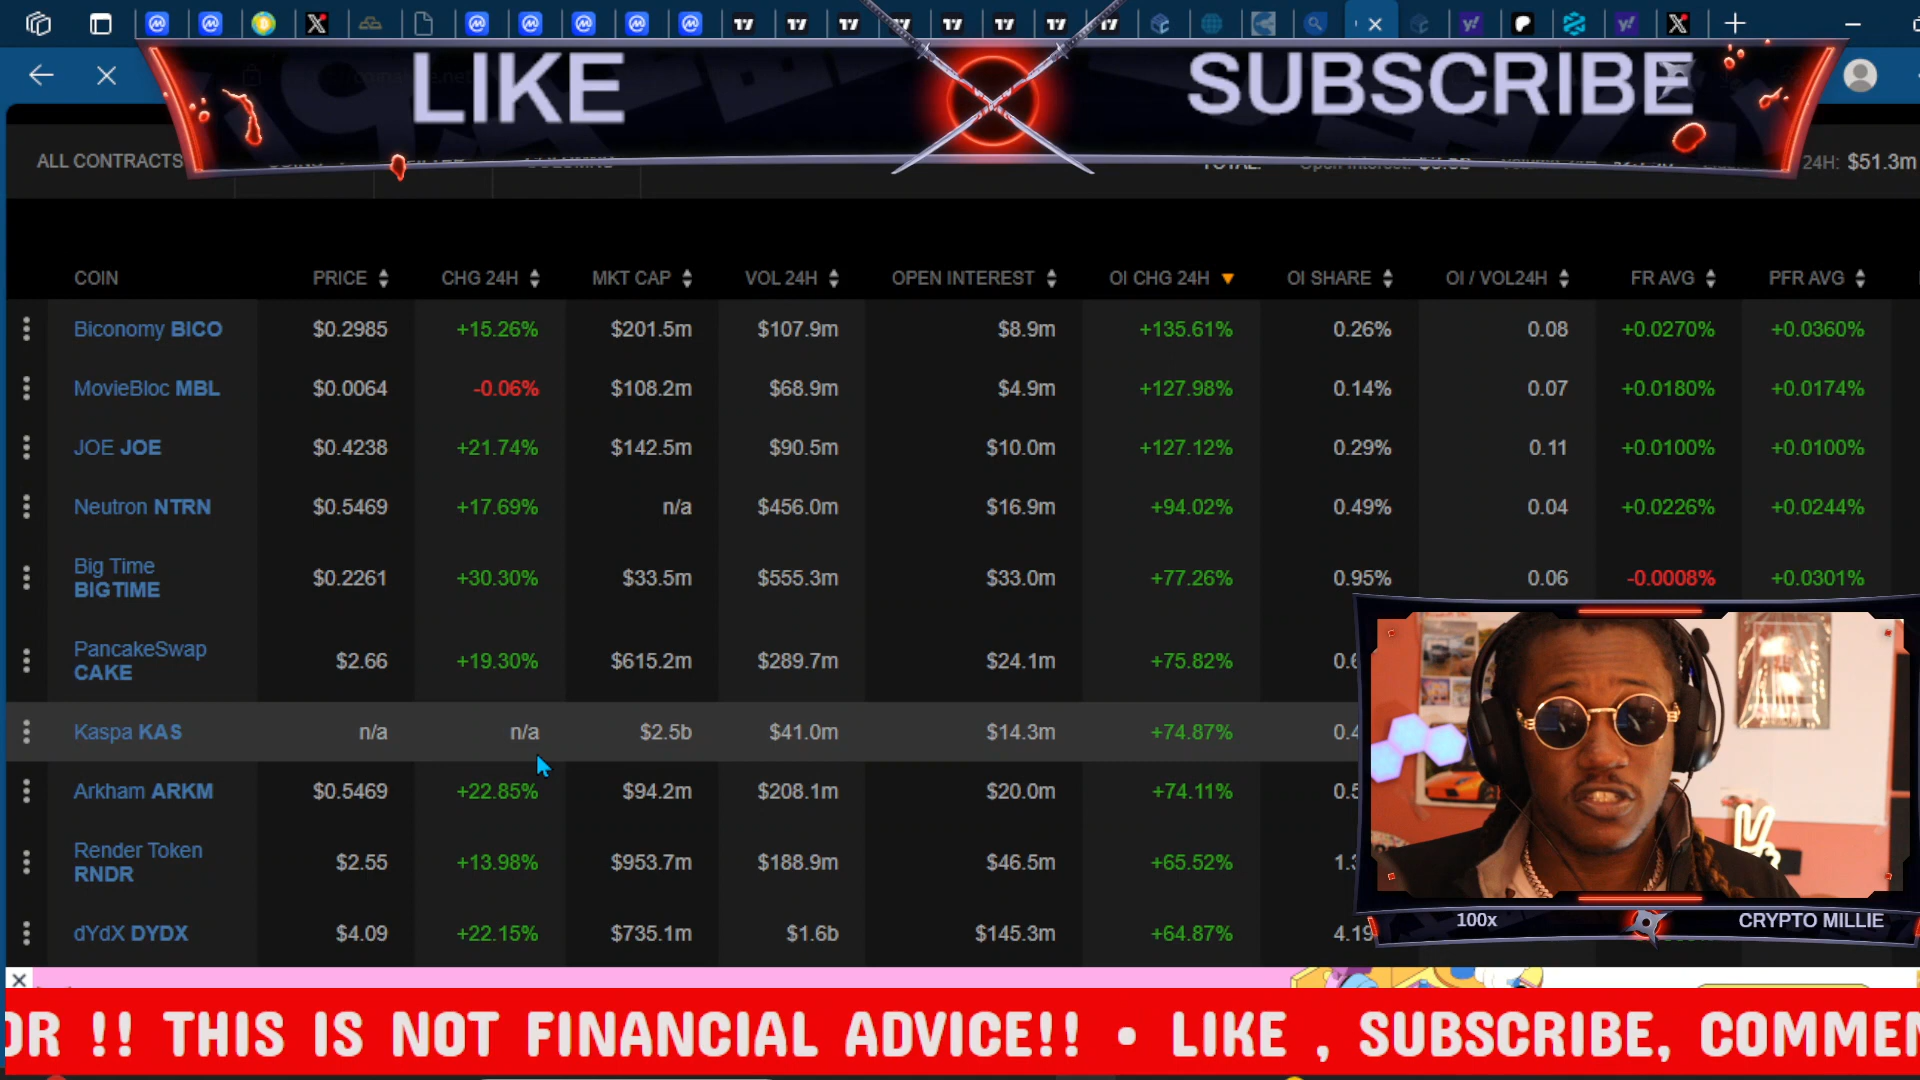 LIKE SUBSCRIBE
ALL CONTRACTS 24H: $51.3m
COIN PRICE CHG 24H MKT CAP VOL 24H OPEN INTEREST OI CHG 24H OI SHARE OI / VOL24H FR AVG PFR AVG
Biconomy BICO $0.2985 +15.26% $201.5m $107.9m $8.9m +135.61% 0.26% 0.08 +0.0270% +0.0360%
MovieBloc MBL $0.0064 -0.06% $108.2m $68.9m $4.9m +127.98% 0.14% 0.07 +0.0180% +0.0174%
JOE JOE $0.4238 +21.74% $142.5m $90.5m $10.0m +127.12% 0.29% 0.11 +0.0100% +0.0100%
Neutron NTRN $0.5469 +17.69% n/a $456.0m $16.9m +94.02% 0.49% 0.04 +0.0226% +0.0244%
Big Time
BIGTIME $0.2261 +30.30% $33.5m $555.3m $33.0m +77.26% 0.95% 0.06 -0.0008% +0.0301%
PancakeSwap
CAKE $2.66 +19.30% $615.2m $289.7m $24.1m +75.82%
Kaspa KAS n/a n/a $2.5b $41.0m $14.3m +74.87%
Arkham ARKM $0.5469 +22.85% $94.2m $208.1m $20.0m +74.11%
Render Token
RNDR $2.55 +13.98% $953.7m $188.9m $46.5m +65.52%
dYdX DYDX $4.09 +22.15% $735.1m $1.6b $145.3m +64.87% 4.19
100x CRYPTO MILLIE
OR !! THIS IS NOT FINANCIAL ADVICE!! • LIKE , SUBSCRIBE, COMMEN